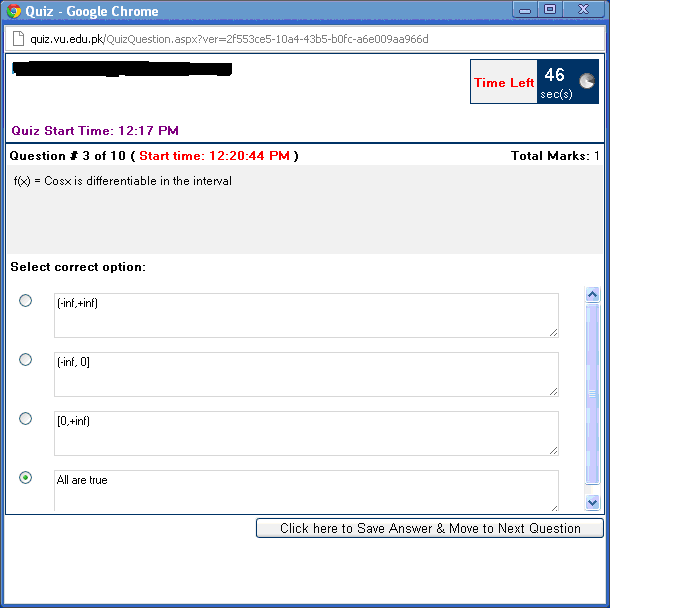 Quiz - Google Chrome
quiz.vu.edu.pk/QuizQuestion.aspx?ver=2f553ce5-10a4-43b5-b0fc-a6e009aa966d
Time Left 46
sec(s)
Quiz Start Time: 12:17 PM
Question # 3 of 10 ( Start time: 12:20:44 PM ) Total Marks: 1
f(x) = Cosx is differentiable in the interval
Select correct option:
(-inf,+inf)
(-inf, 0]
[0,+inf)
All are true
Click here to Save Answer & Move to Next Question